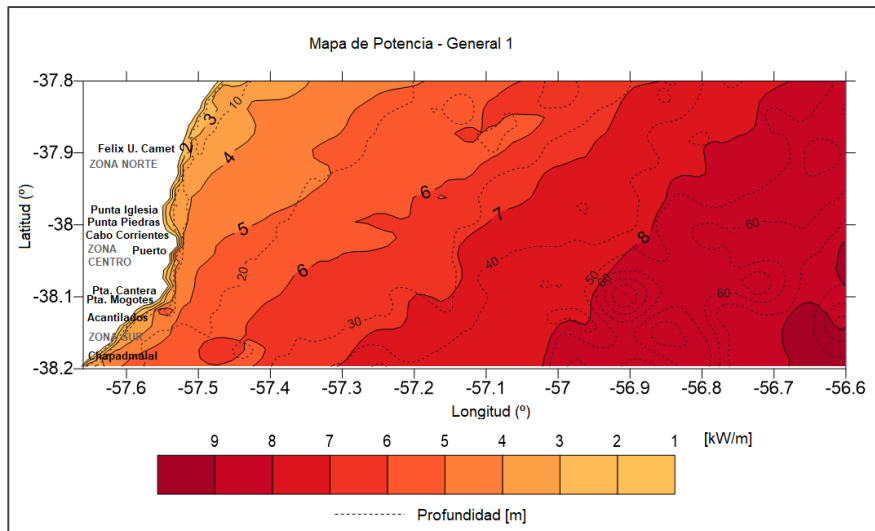 Mapa de Potencia - General 1
-37.8
3
10
2
Felix U. Camet
-37.9
ZONA NORTE
4
6
Punta Iglesia
7
Latitud (º)
-38
Punta Piedras
5
60
Cabo Corrientes
8
ZONA
CENTRO
Puerto
40
6
20
50
60
Pta. Cantera
-38.1
60
Pta. Mogotes
Acantilados
30
ZONA SUR
Chapadmalal
-38.2
-57.6 -57.5 -57.4 -57.3 -57.2 -57.1 -57 -56.9 -56.8 -56.7 -56.6
Longitud (º)
9 8 7 6 5 4 3 2 1 [kW/m]
Profundidad [m]